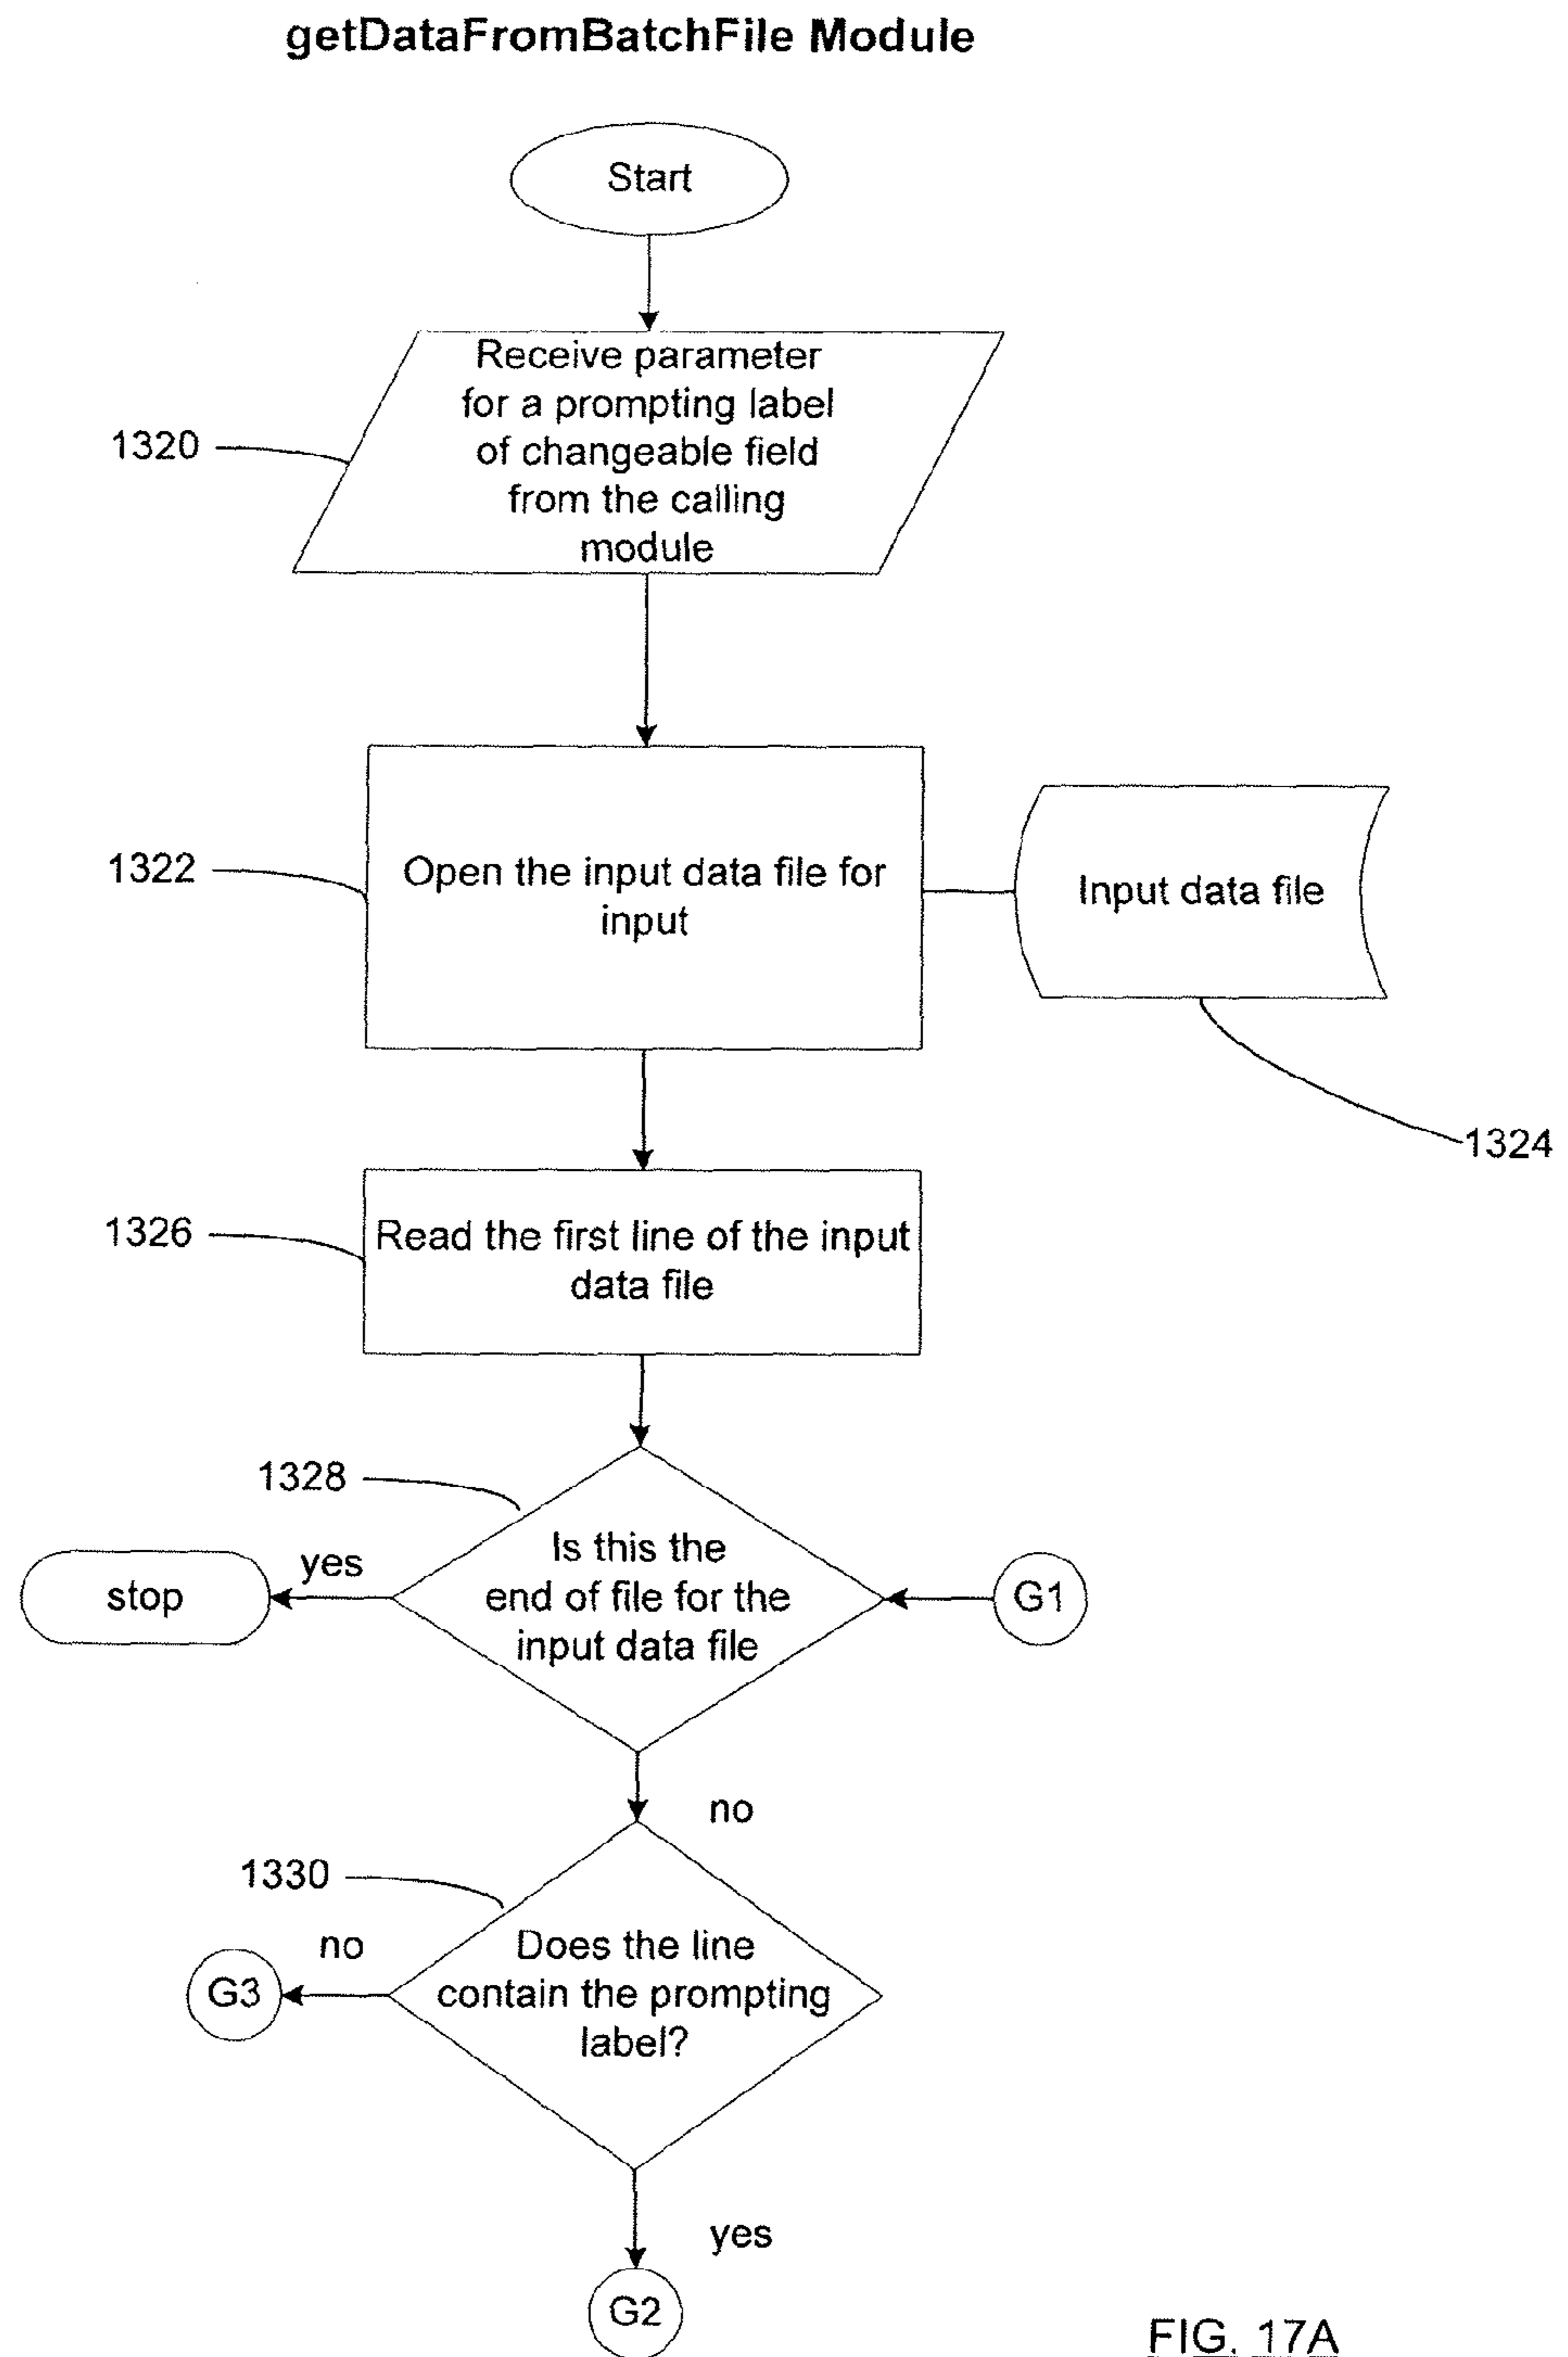 getDataFromBatchFile Module
Start
Receive parameter
for a prompting label
of changeable field
from the calling
module
1320
Open the input data file for
input
1322
Input data file
1324
Read the first line of the input
data file
1326
1328
Is this the
end of file for the
input data file
yes
stop
G1
no
1330
Does the line
contain the prompting
label?
no
G3
yes
G2
FIG. 17A